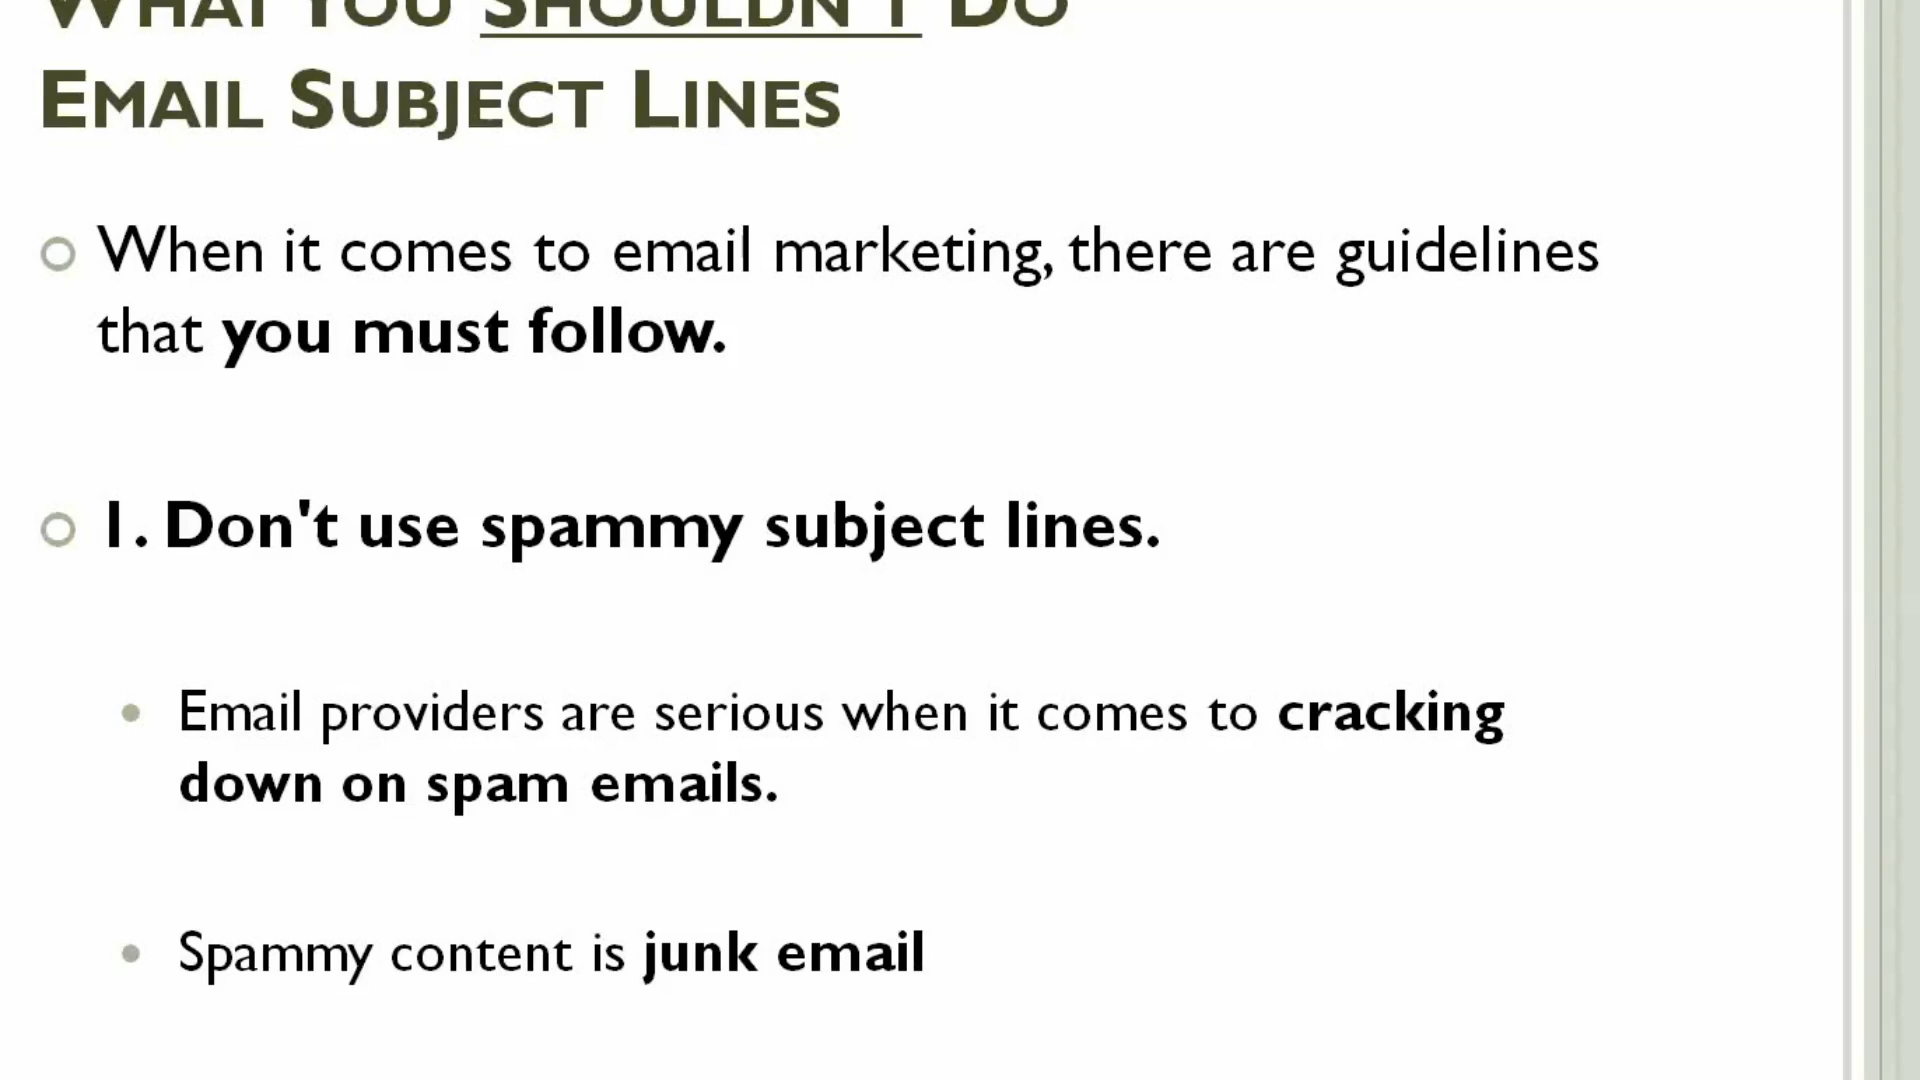 WHAT YOU SHOULDN'T DO
EMAIL SUBJECT LINES
When it comes to email marketing, there are guidelines
that you must follow.
1. Don't use spammy subject lines.
Email providers are serious when it comes to cracking
down on spam emails.
Spammy content is junk email